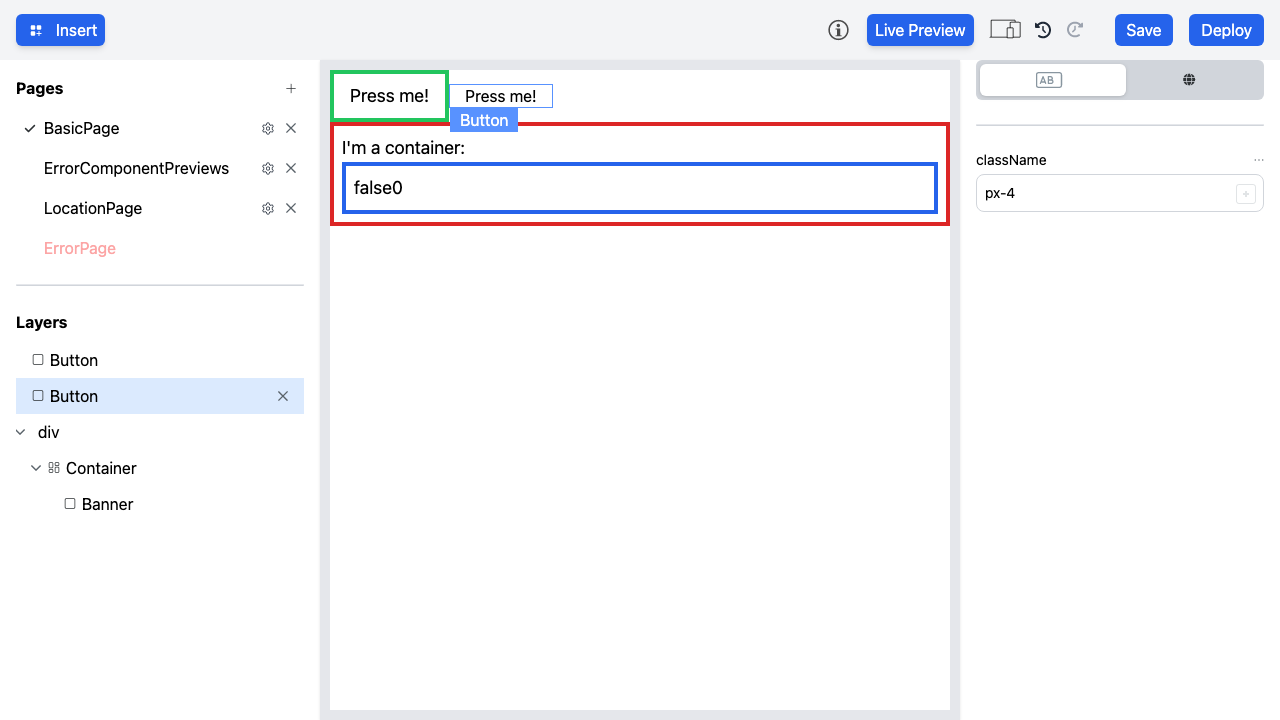 Insert
Live Preview
Save
Deploy
Pages
BasicPage
ErrorComponentPreviews
LocationPage
ErrorPage
Layers
Button
Button
div
Container
Banner
Press me!
Press me!
Button
I'm a container:
false0
AB
className
px-4